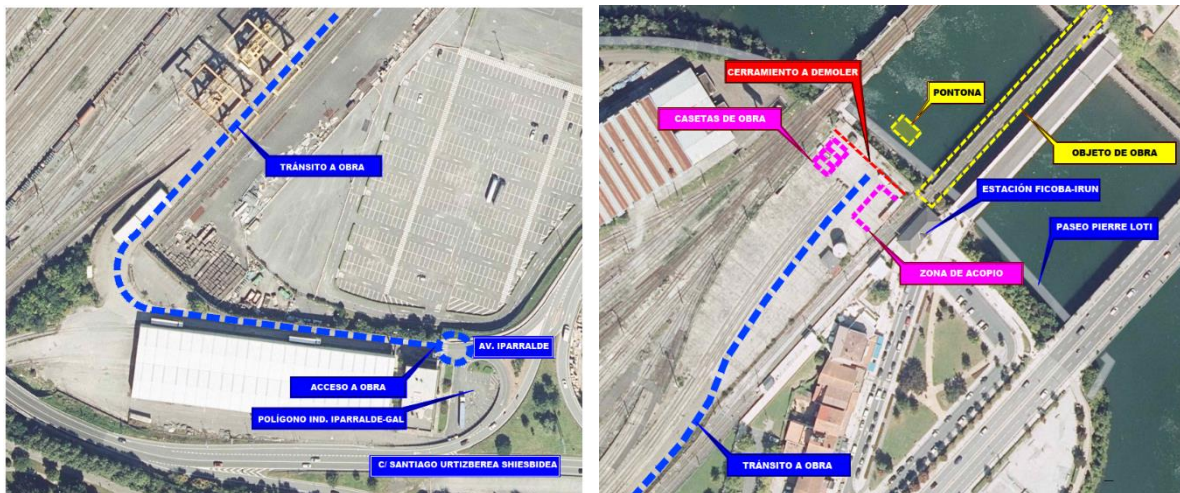 TRÁNSITO A OBRA
AV. IPARRALDE
ACCESO A OBRA
POLÍGONO IND. IPARRALDE-GAL
C/ SANTIAGO URTIZBEREA SHIESBIDEA
CERRAMIENTO A DEMOLER
PONTONA
CASETAS DE OBRA
OBJETO DE OBRA
ESTACIÓN FICOBA-IRUN
PASEO PIERRE LOTI
ZONA DE ACOPIO
TRÁNSITO A OBRA